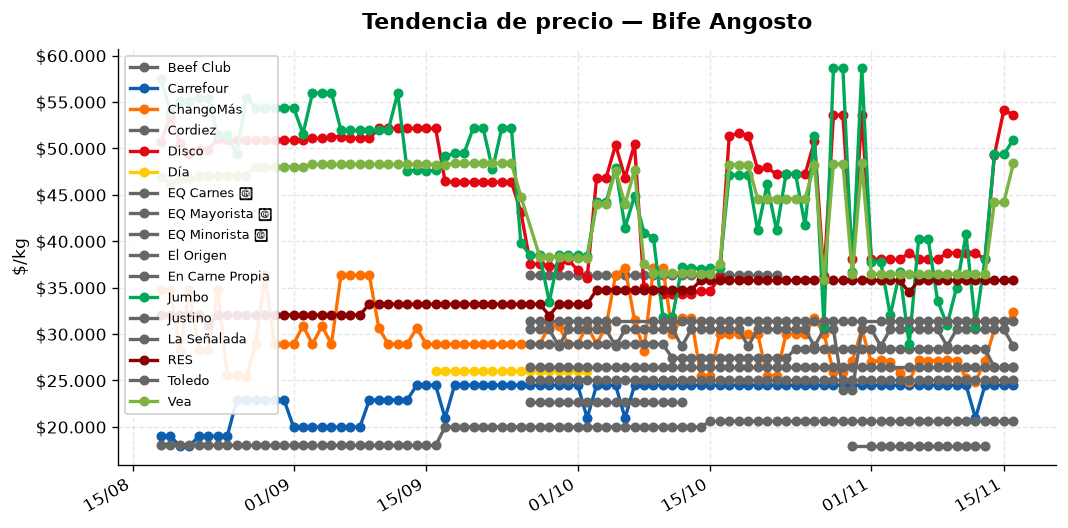 Tendencia de precio — Bife Angosto
$/kg
$60.000
$55.000
$50.000
$45.000
$40.000
$35.000
$30.000
$25.000
$20.000
Beef Club
Carrefour
ChangoMás
Cordiez
Disco
Día
EQ Carnes
EQ Mayorista
EQ Minorista
El Origen
En Carne Propia
Jumbo
Justino
La Señalada
RES
Toledo
Vea
15/08
01/09
15/09
01/10
15/10
01/11
15/11